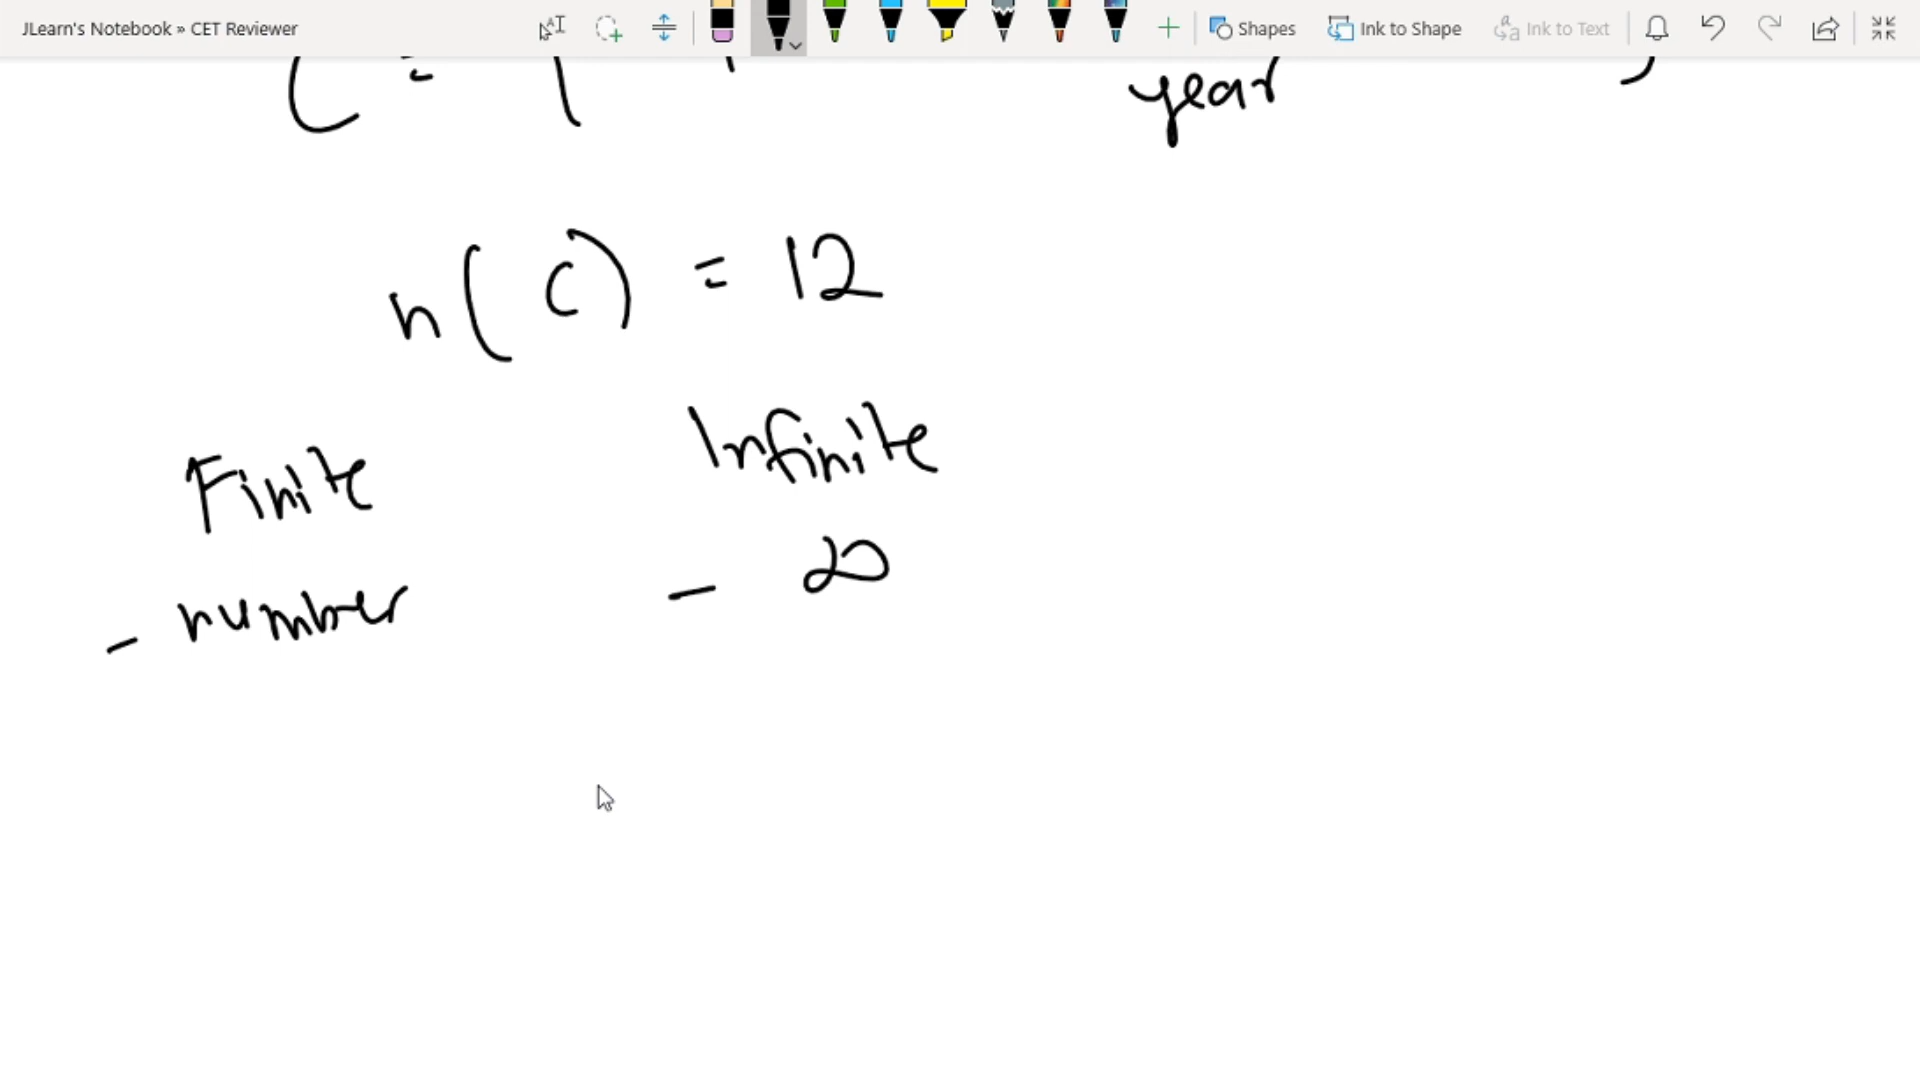 JLearn's Notebook » CET Reviewer
Shapes
Ink to Shape
Ink to Text
C =
year
n(C) = 12
Finite
Infinite
- number
- ∞